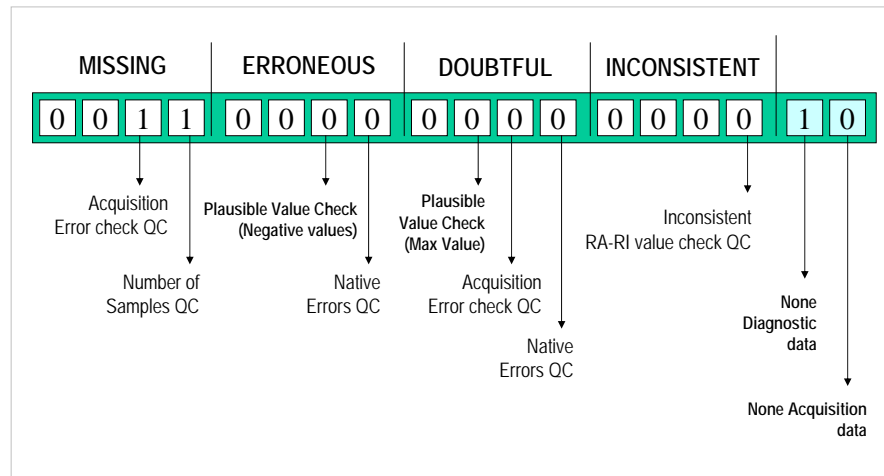 MISSING ERRONEOUS DOUBTFUL INCONSISTENT
0 0 1 1 0 0 0 0 0 0 0 0 0 0 0 0 1 0
Acquisition
Error check QC
Number of
Samples QC
Plausible Value Check
(Negative values)
Native
Errors QC
Plausible
Value Check
(Max Value)
Acquisition
Error check QC
Native
Errors QC
Inconsistent
RA-RI value check QC
None
Diagnostic
data
None Acquisition
data